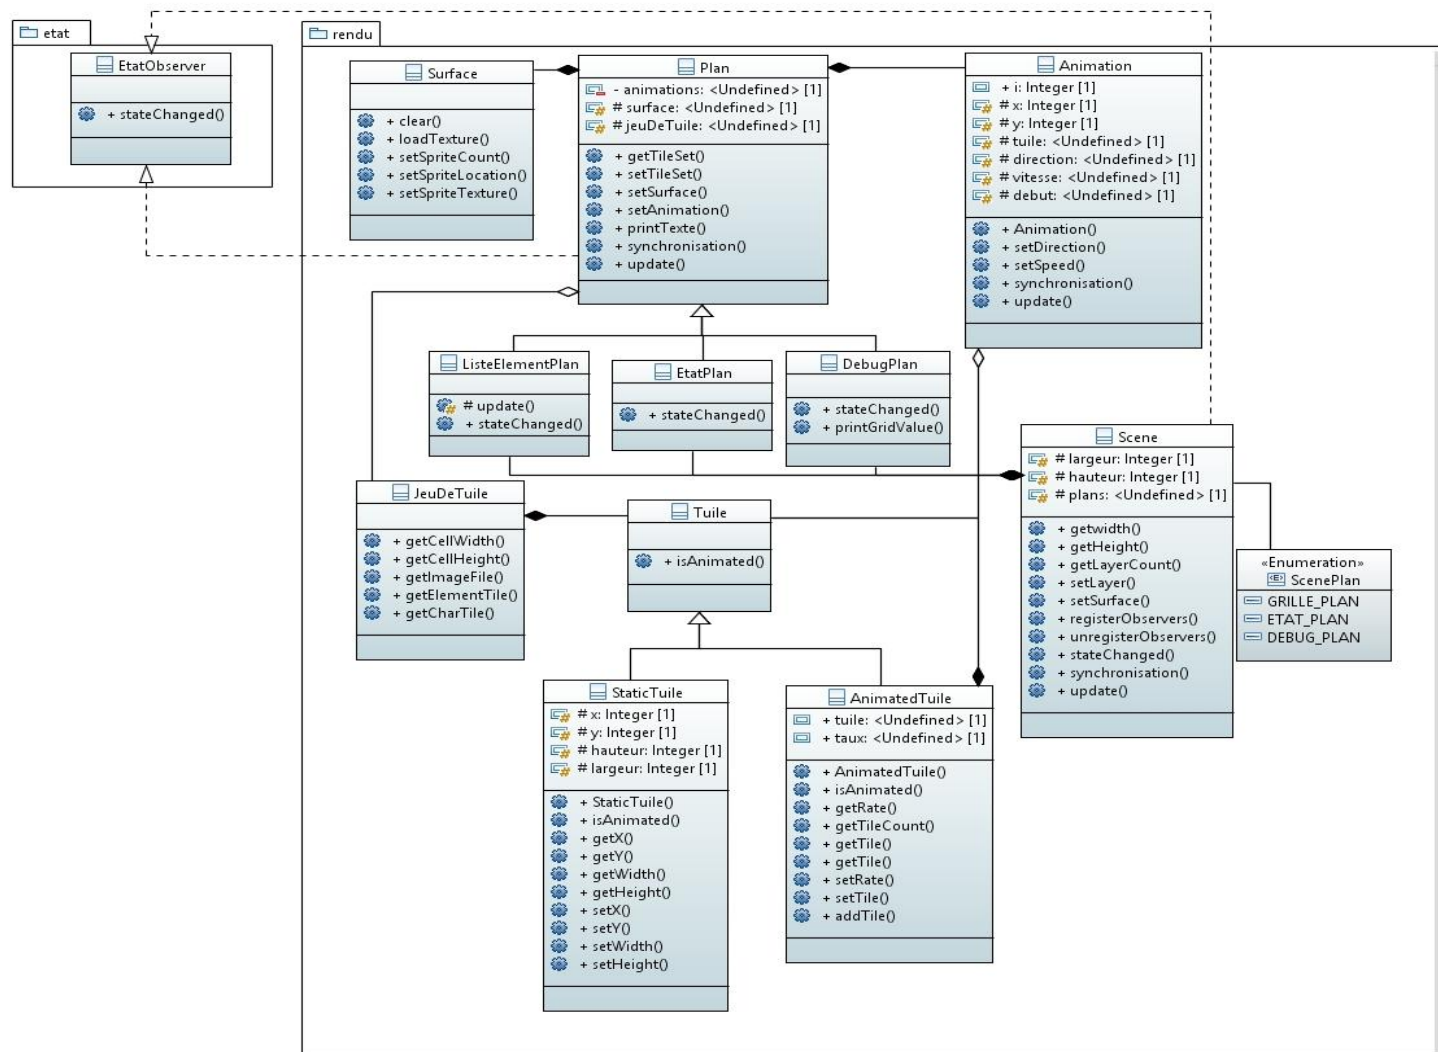 etat
EtatObserver
+ stateChanged()
rendu
Surface
+ clear()
+ loadTexture()
+ setSpriteCount()
+ setSpriteLocation()
+ setSpriteTexture()
Plan
- animations: <Undefined> [1]
# surface: <Undefined> [1]
# jeuDeTuile: <Undefined> [1]
+ getTileSet()
+ setTileSet()
+ setSurface()
+ setAnimation()
+ printTexte()
+ synchronisation()
+ update()
Animation
+ i: Integer [1]
# x: Integer [1]
# y: Integer [1]
# tuile: <Undefined> [1]
# direction: <Undefined> [1]
# vitesse: <Undefined> [1]
# debut: <Undefined> [1]
+ Animation()
+ setDirection()
+ setSpeed()
+ synchronisation()
+ update()
ListeElementPlan
# update()
+ stateChanged()
EtatPlan
+ stateChanged()
DebugPlan
+ stateChanged()
+ printGridValue()
Scene
# largeur: Integer [1]
# hauteur: Integer [1]
# plans: <Undefined> [1]
+ getwidth()
+ getHeight()
+ getLayerCount()
+ setLayer()
+ setSurface()
+ registerObservers()
+ unregisterObservers()
+ stateChanged()
+ synchronisation()
+ update()
«Enumeration»
ScenePlan
GRILLE_PLAN
ETAT_PLAN
DEBUG_PLAN
JeuDeTuile
+ getCellWidth()
+ getCellHeight()
+ getImageFile()
+ getElementTile()
+ getCharTile()
Tuile
+ isAnimated()
StaticTuile
# x: Integer [1]
# y: Integer [1]
# hauteur: Integer [1]
# largeur: Integer [1]
+ StaticTuile()
+ isAnimated()
+ getX()
+ getY()
+ getWidth()
+ getHeight()
+ setX()
+ setY()
+ setWidth()
+ setHeight()
AnimatedTuile
+ tuile: <Undefined> [1]
+ taux: <Undefined> [1]
+ AnimatedTuile()
+ isAnimated()
+ getRate()
+ getTileCount()
+ getTile()
+ getTile()
+ setRate()
+ setTile()
+ addTile()